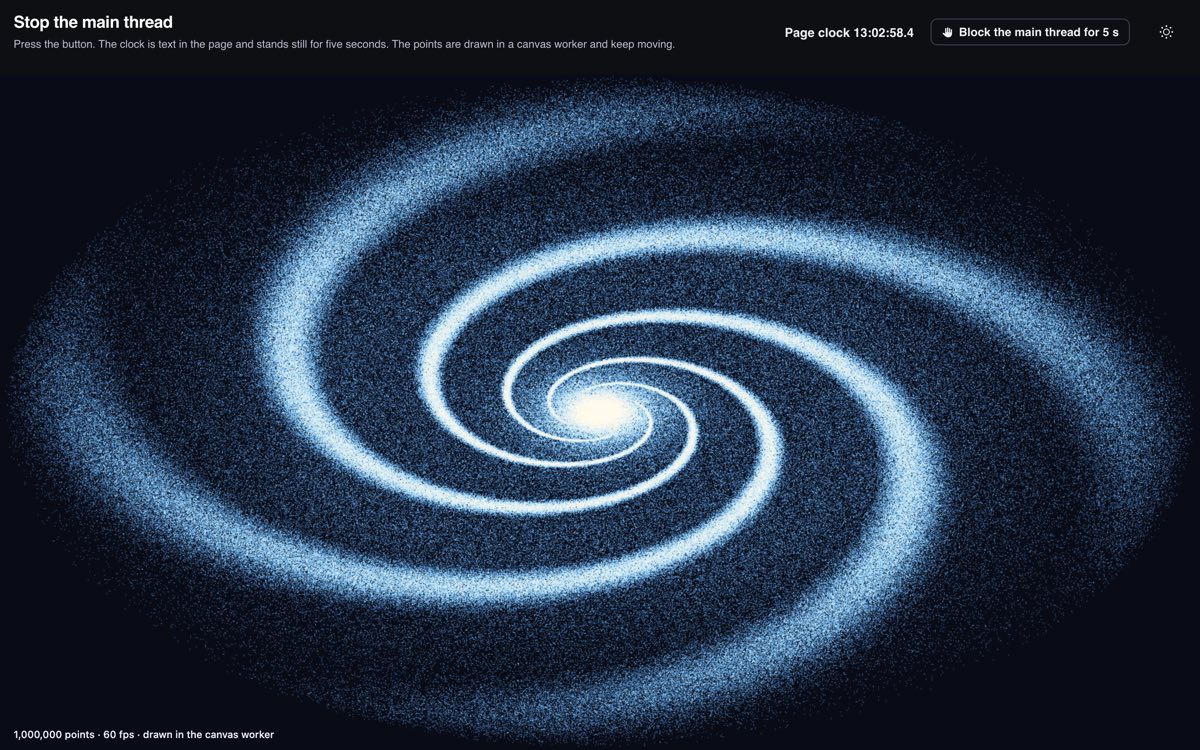 Stop the main thread
Press the button. The clock is text in the page and stands still for five seconds. The points are drawn in a canvas worker and keep moving.
Page clock 13:02:58.4
Block the main thread for 5 s
1,000,000 points · 60 fps · drawn in the canvas worker